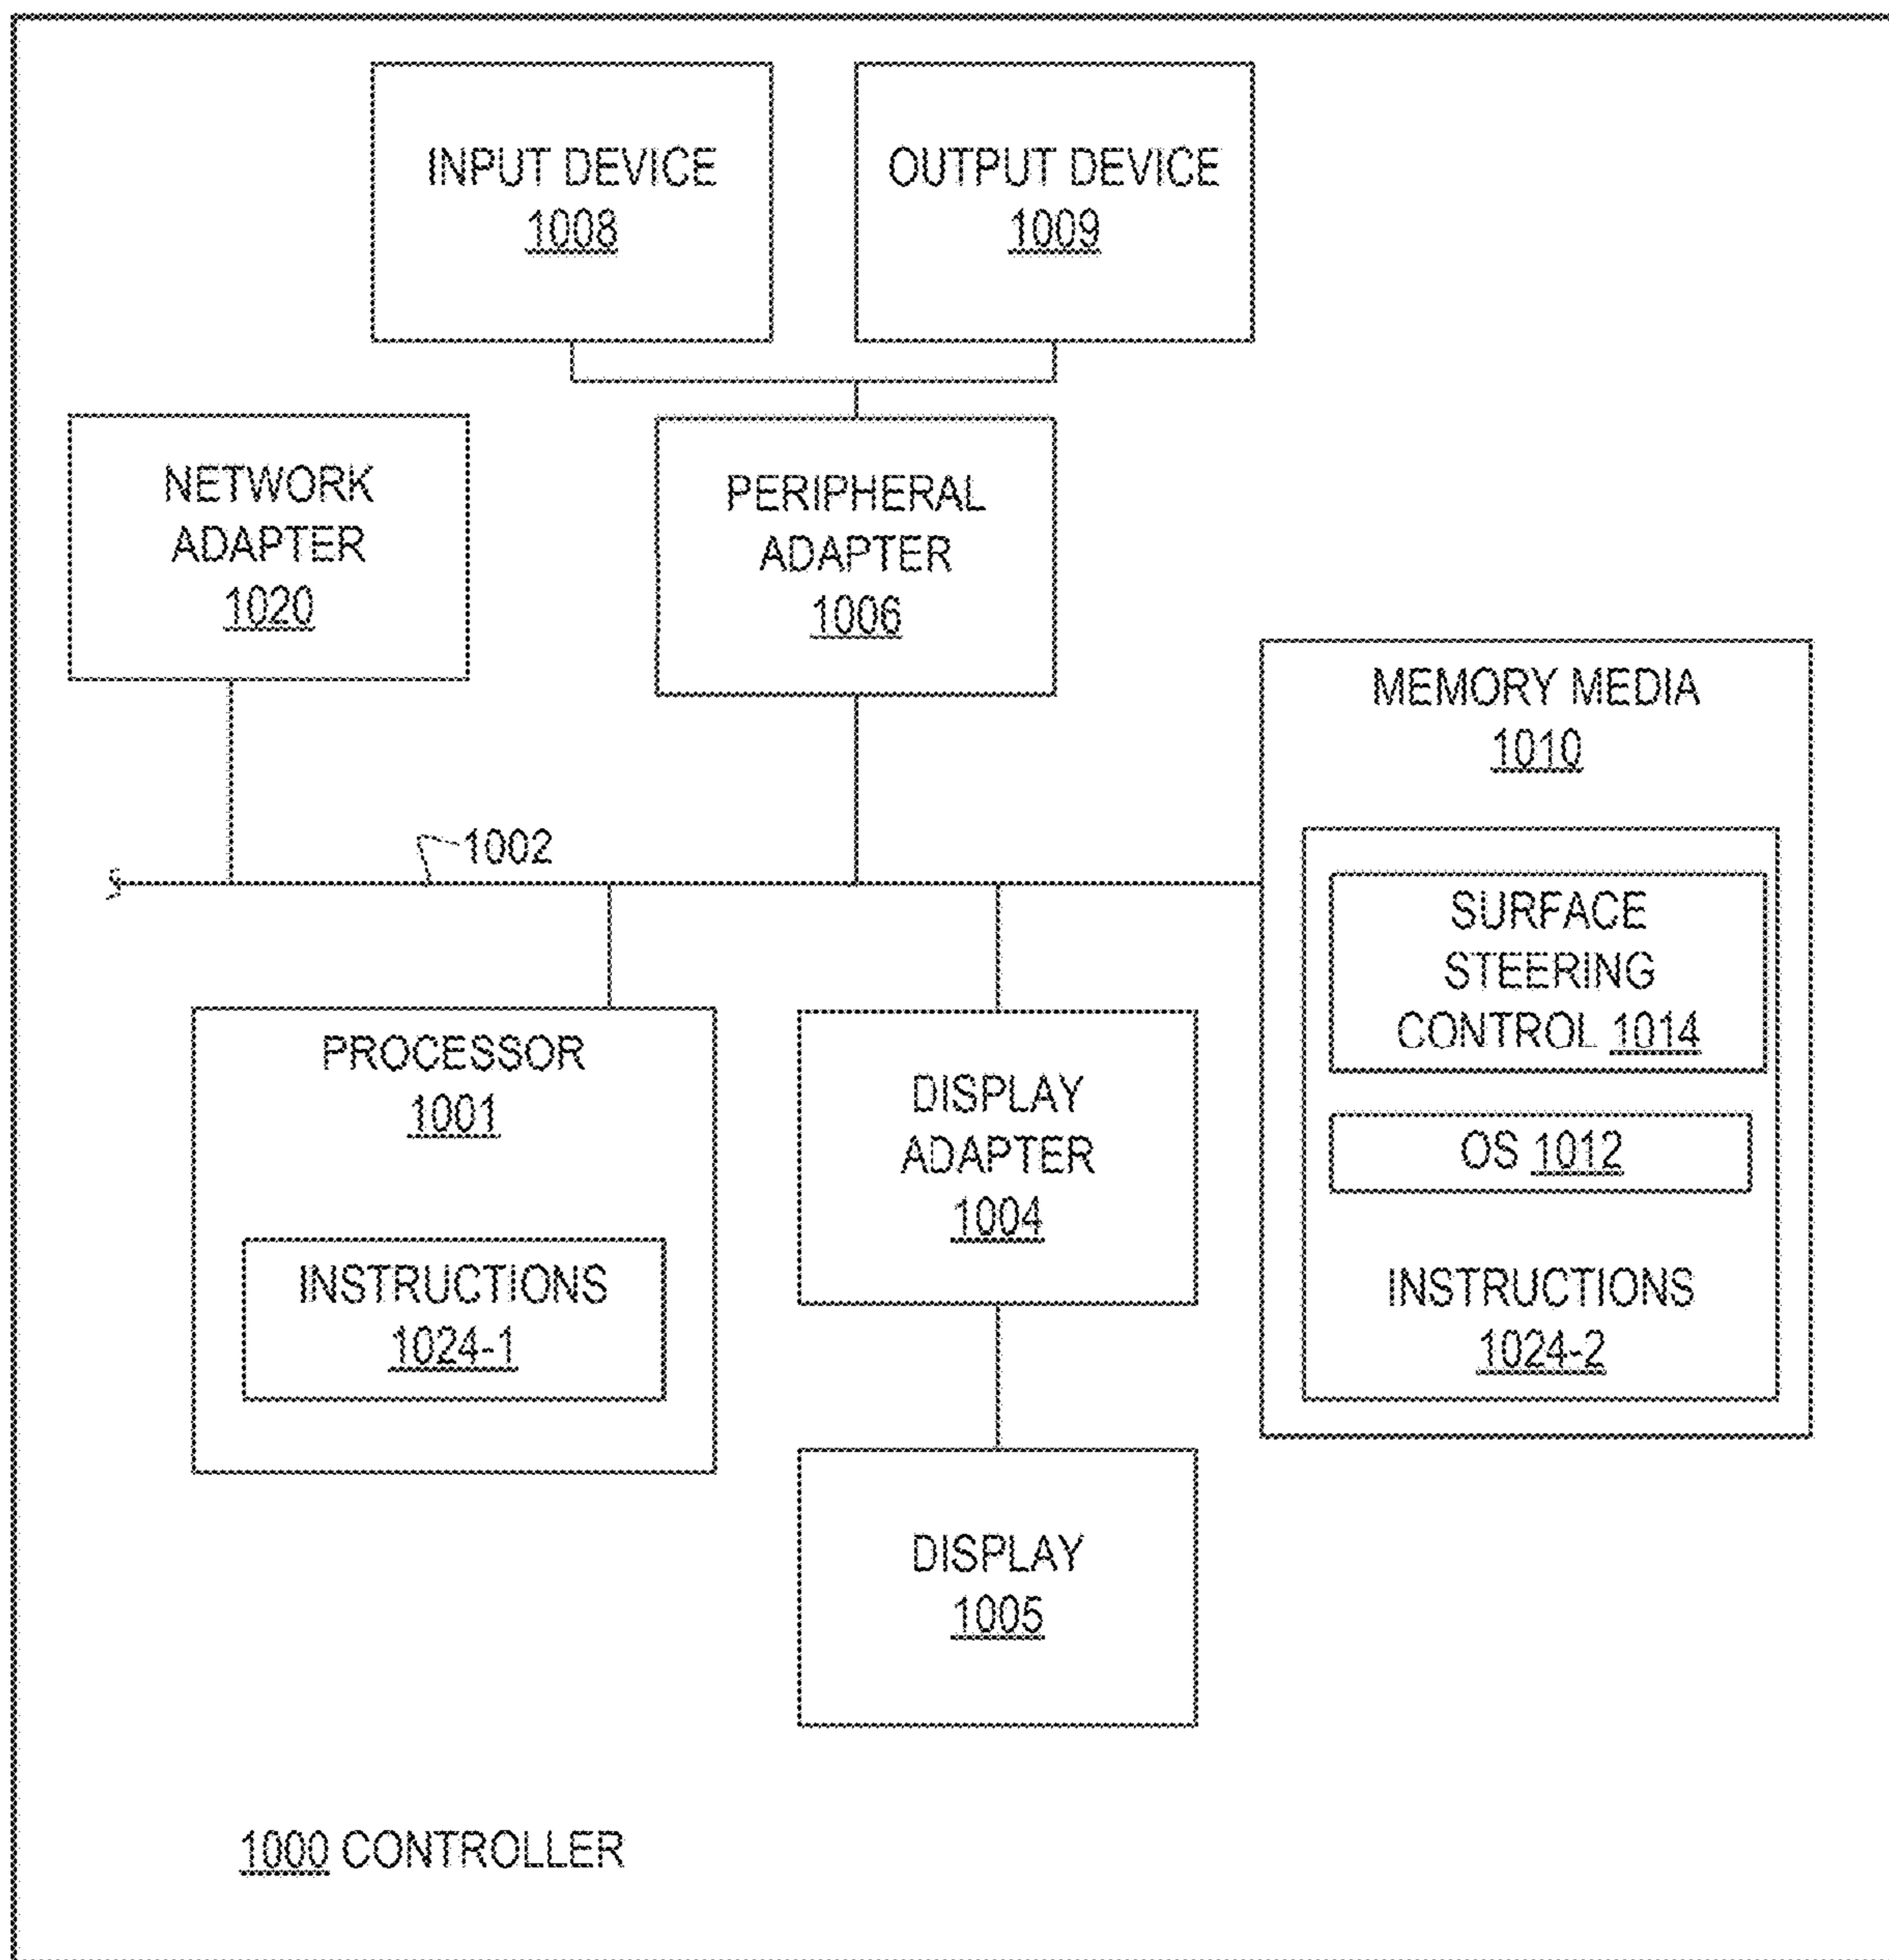 INPUT DEVICE
1008
OUTPUT DEVICE
1009
NETWORK
ADAPTER
1020
PERIPHERAL
ADAPTER
1006
MEMORY MEDIA
1010
1002
SURFACE
STEERING
CONTROL 1014
OS 1012
INSTRUCTIONS
1024-2
PROCESSOR
1001
INSTRUCTIONS
1024-1
DISPLAY
ADAPTER
1004
DISPLAY
1005
1000 CONTROLLER